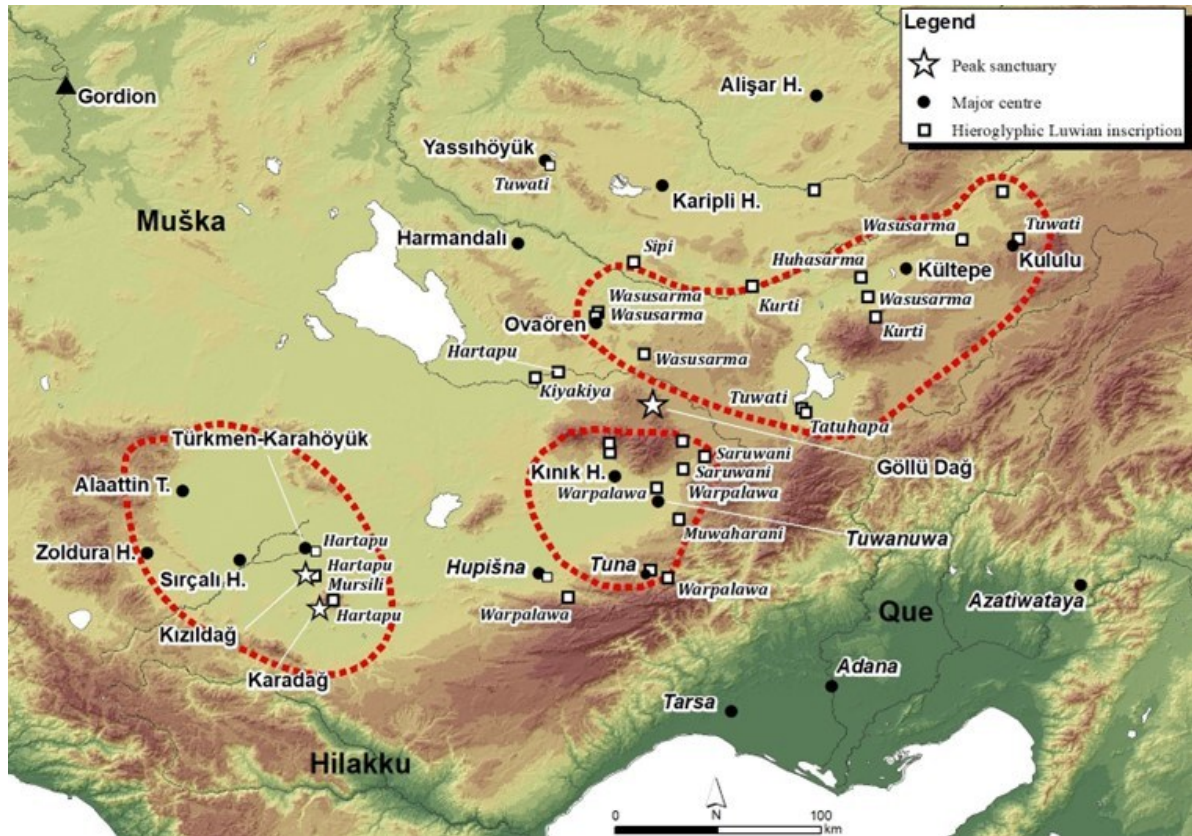 Legend
Peak sanctuary
Major centre
Hieroglyphic Luwian inscription
Gordion
Alişar H.
Yassıhöyük
Tuwati
Karipli H.
Muška
Harmandalı
Sipi
Wasusarma
Tuwati
Kululu
Huhasarma
Kültepe
Kurti
Wasusarma
Kurti
Wasusarma
Wasusarma
Ovaören
Wasusarma
Hartapu
Kiyakiya
Tuwati
Tatuhapa
Türkmen-Karahöyük
Göllü Dağ
Saruwani
Saruwani
Kınık H.
Warpalawa
Warpalawa
Alaattin T.
Muwaharani
Tuwanuwa
Zoldura H.
Hartapu
Sırçalı H.
Hartapu
Mursili
Hartapu
Hupišna
Tuna
Warpalawa
Warpalawa
Kızıldağ
Karadağ
Que
Azatiwataya
Adana
Tarsa
Hilakku
N
0
100
km